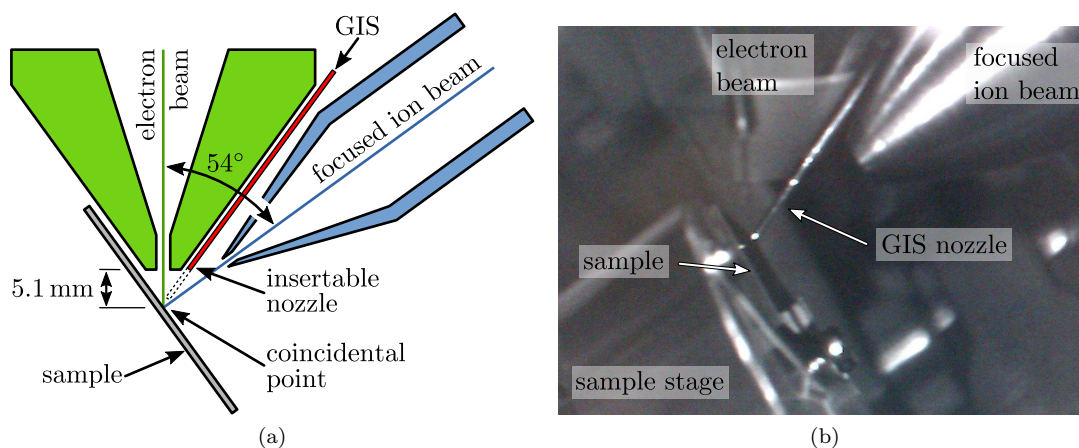 GIS
electron
beam
focused ion beam
54°
5.1 mm
insertable
nozzle
coincidental
point
sample
(a)
electron
beam
focused
ion beam
GIS nozzle
sample
sample stage
(b)